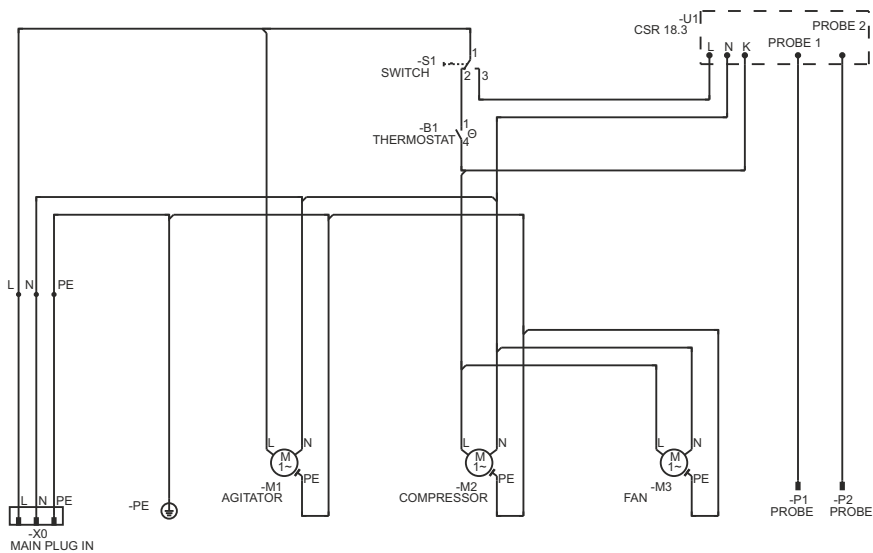 -U1
CSR 18.3
PROBE 2
PROBE 1
L N K
-S1
SWITCH
1
2 3
-B1
THERMOSTAT
1
4
Θ
L N PE
L N
M
1~
PE
-M1
AGITATOR
L N
M
1~
PE
-M2
COMPRESSOR
L N
M
1~
PE
-M3
FAN
-P1
PROBE
-P2
PROBE
-PE
L N PE
-X0
MAIN PLUG IN